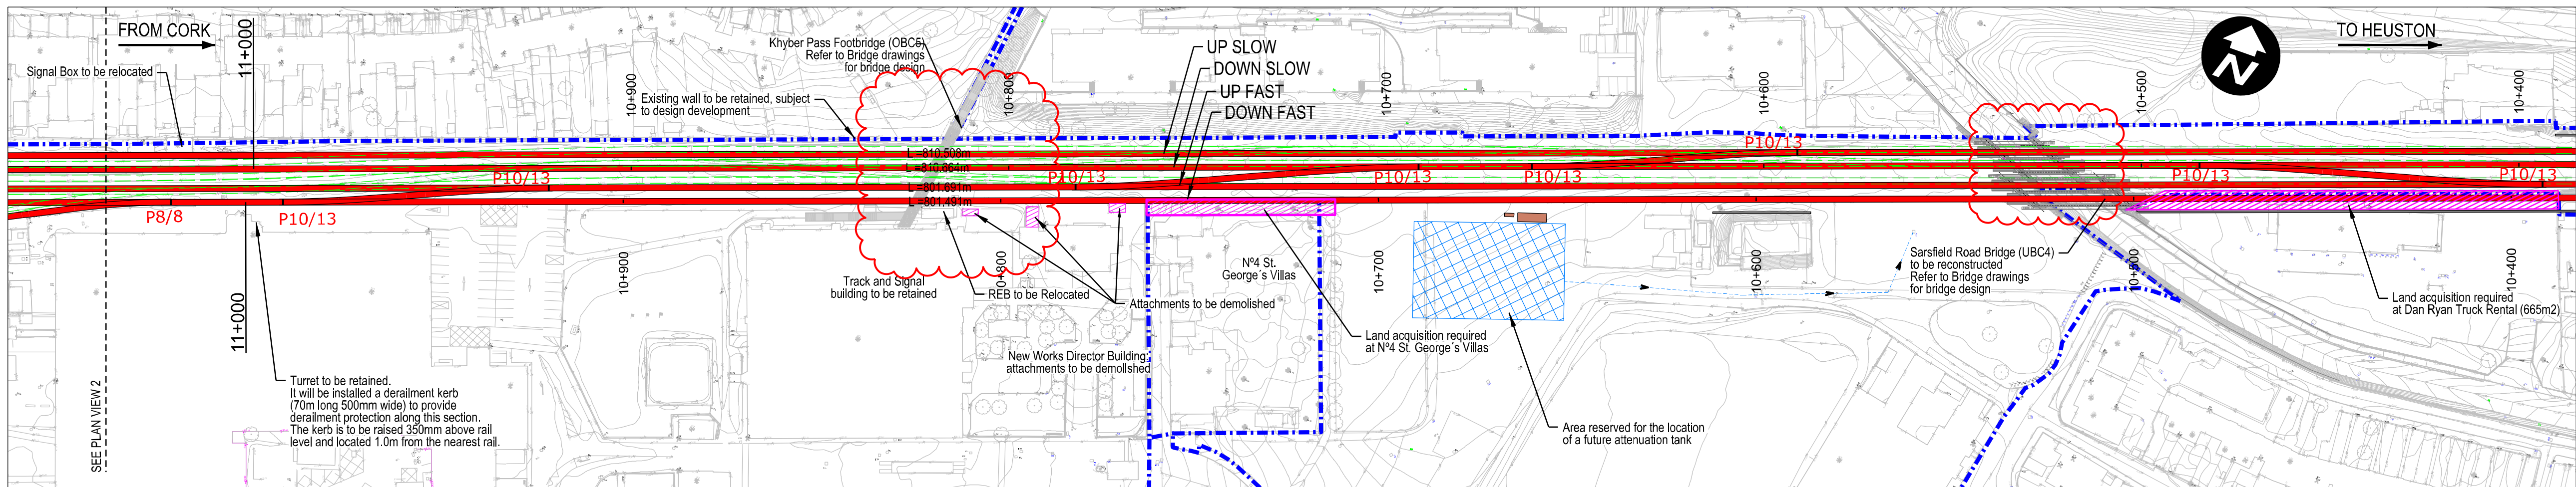 FROM CORK
11+000
Signal Box to be relocated
Khyber Pass Footbridge (OBC5)
Refer to Bridge drawings
for bridge design
Existing wall to be retained, subject
to design development
10+900
10+800
UP SLOW
DOWN SLOW
UP FAST
DOWN FAST
10+700
10+600
10+500
N
TO HEUSTON
10+400
L =810.508m
L =810.664m
L =801.691m
L =801.491m
P8/8
P10/13
P10/13
P10/13
P10/13
P10/13
P10/13
P10/13
P10/13
11+000
SEE PLAN VIEW 2
Turret to be retained.
It will be installed a derailment kerb
(70m long 500mm wide) to provide
derailment protection along this section.
The kerb is to be raised 350mm above rail
level and located 1.0m from the nearest rail.
10+900
Track and Signal
building to be retained
REB to be Relocated
10+800
Attachments to be demolished
New Works Director Building:
attachments to be demolished
Nº4 St.
George´s Villas
Land acquisition required
at Nº4 St. George´s Villas
10+700
Area reserved for the location
of a future attenuation tank
10+600
Sarsfield Road Bridge (UBC4)
to be reconstructed
Refer to Bridge drawings
for bridge design
10+500
10+400
Land acquisition required
at Dan Ryan Truck Rental (665m2)